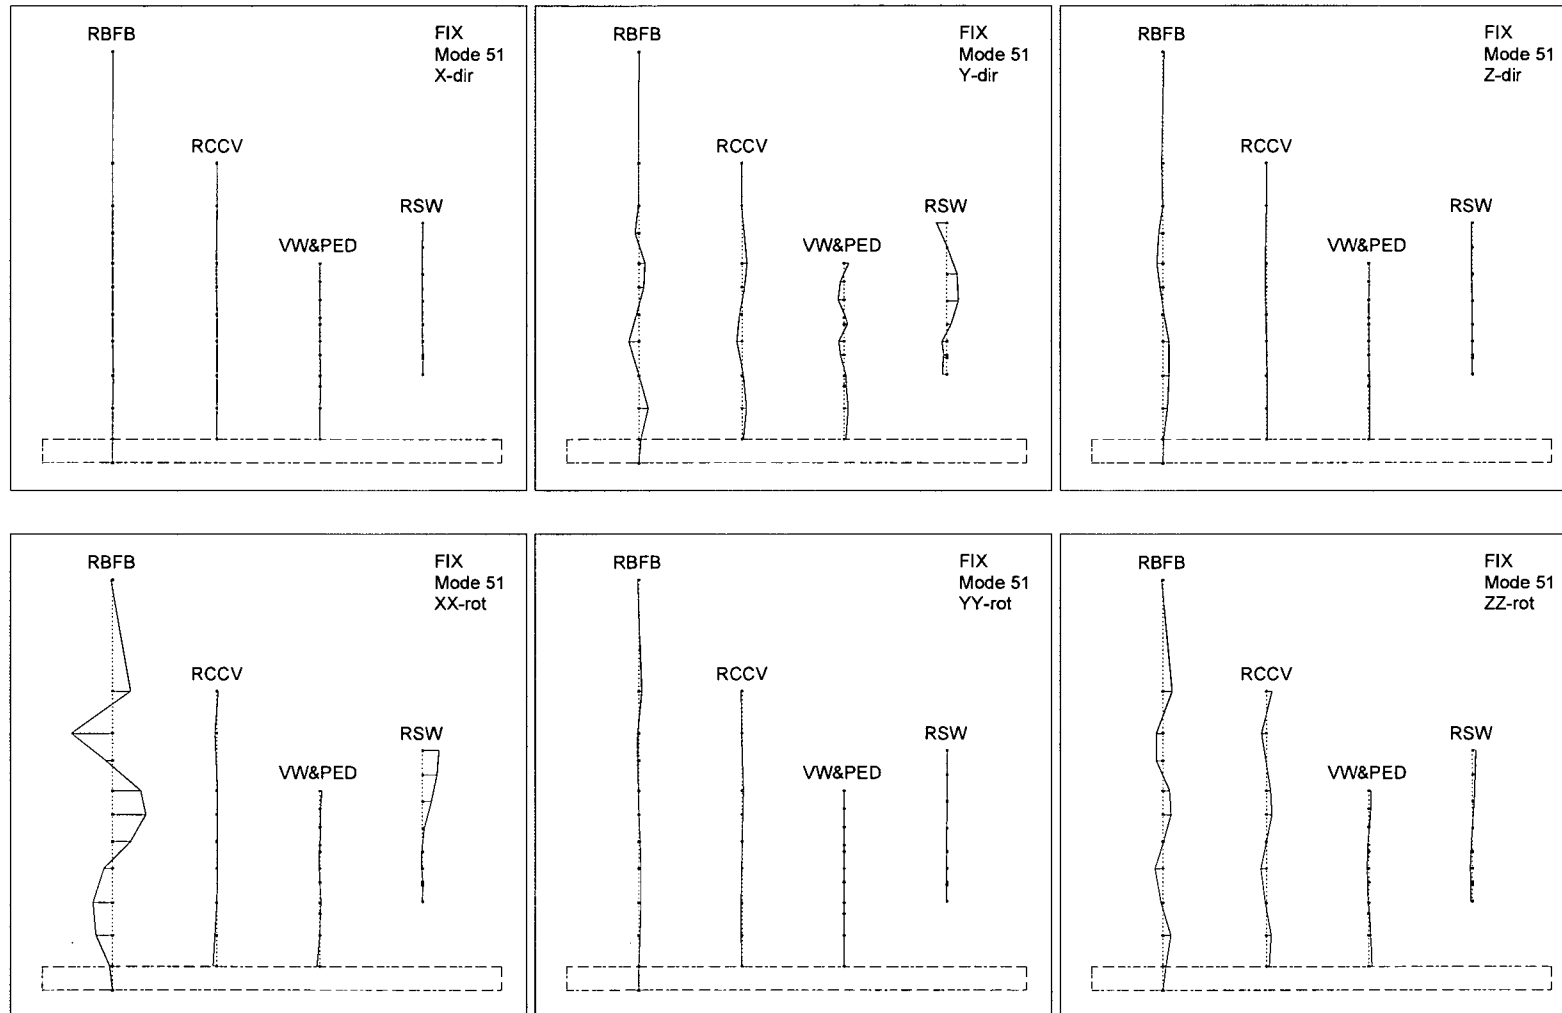 RBFB
FIX
Mode 51
X-dir
RCCV
RSW
VW&PED
RBFB
FIX
Mode 51
Y-dir
RCCV
RSW
VW&PED
RBFB
FIX
Mode 51
Z-dir
RCCV
RSW
VW&PED
RBFB
FIX
Mode 51
XX-rot
RCCV
RSW
VW&PED
RBFB
FIX
Mode 51
YY-rot
RCCV
RSW
VW&PED
RBFB
FIX
Mode 51
ZZ-rot
RCCV
RSW
VW&PED